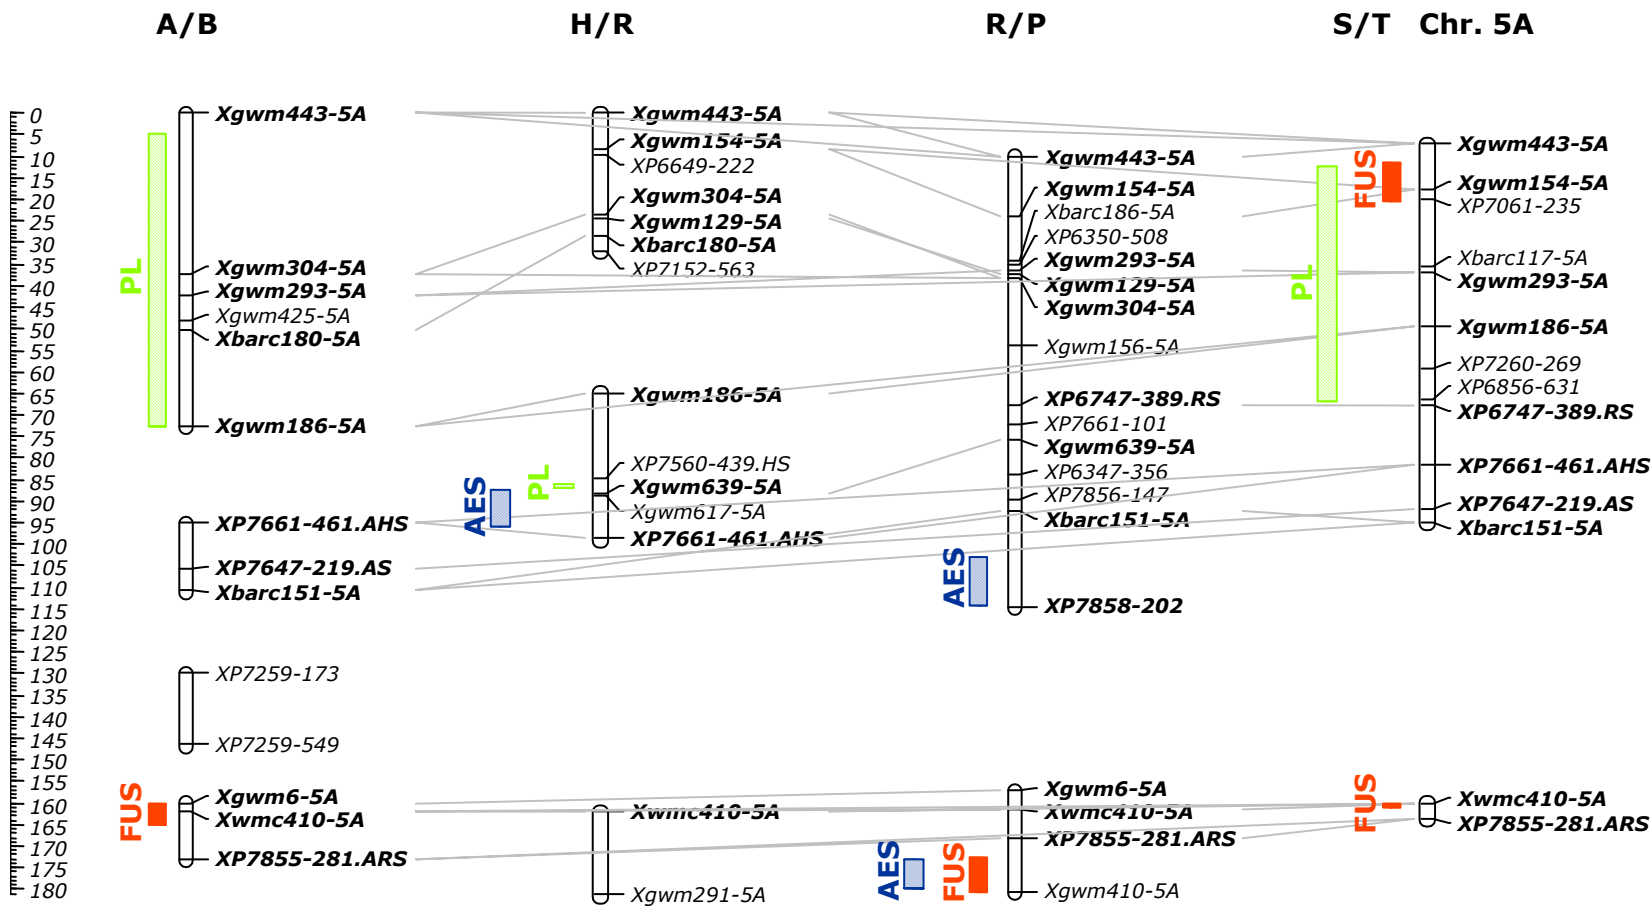 A/B
H/R
R/P
S/T Chr. 5A
0
5
10
15
20
25
30
35
40
45
50
55
60
65
70
75
80
85
90
95
100
105
110
115
120
125
130
135
140
145
150
155
160
165
170
175
180
PL
Xgwm443-5A
Xgwm304-5A
Xgwm293-5A
Xgwm425-5A
Xbarc180-5A
Xgwm186-5A
XP7661-461.AHS
XP7647-219.AS
Xbarc151-5A
XP7259-173
XP7259-549
FUS
Xgwm6-5A
Xwmc410-5A
XP7855-281.ARS
Xgwm443-5A
Xgwm154-5A
XP6649-222
Xgwm304-5A
Xgwm129-5A
Xbarc180-5A
XP7152-563
AES
PL
Xgwm186-5A
XP7560-439.HS
Xgwm639-5A
Xgwm617-5A
XP7661-461.AHS
Xwmc410-5A
Xgwm291-5A
Xgwm443-5A
Xgwm154-5A
Xbarc186-5A
XP6350-508
Xgwm293-5A
Xgwm129-5A
Xgwm304-5A
Xgwm156-5A
XP6747-389.RS
XP7661-101
Xgwm639-5A
XP6347-356
XP7856-147
Xbarc151-5A
AES
XP7858-202
Xgwm6-5A
Xwmc410-5A
XP7855-281.ARS
AES
FUS
Xgwm410-5A
FUS
PL
Xgwm443-5A
Xgwm154-5A
XP7061-235
Xbarc117-5A
Xgwm293-5A
Xgwm186-5A
XP7260-269
XP6856-631
XP6747-389.RS
XP7661-461.AHS
XP7647-219.AS
Xbarc151-5A
FUS
Xwmc410-5A
XP7855-281.ARS